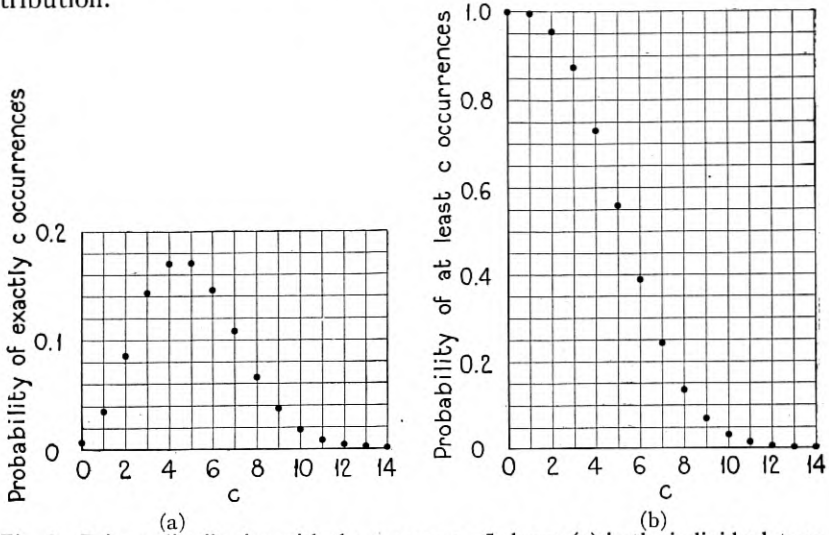 tribution.
Probability of exactly c occurrences
0.2
0.1
0
0 2 4 6 8 10 12 14
c
(a)
Probability of at least c occurrences
1.0
0.8
0.6
0.4
0.2
0
0 2 4 6 8 10 12 14
c
(b)